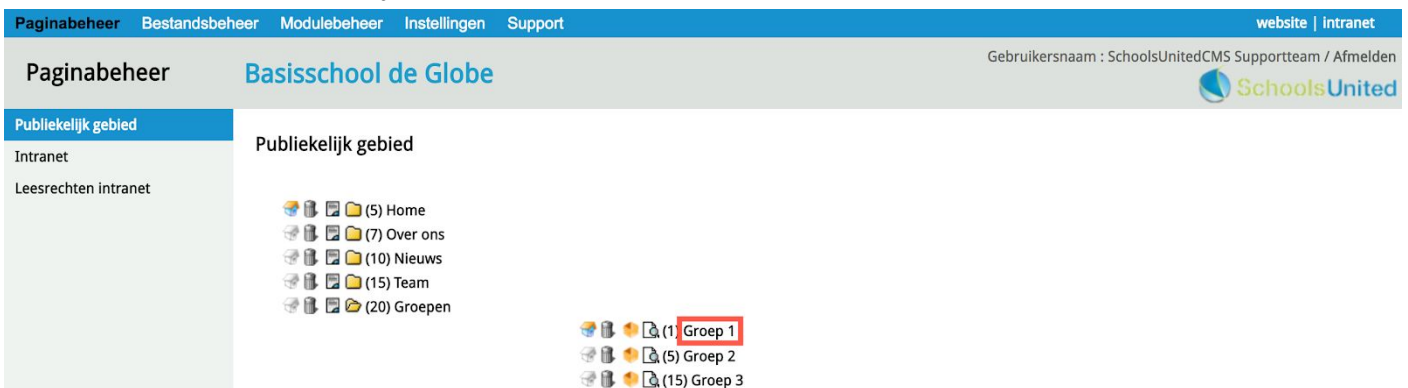 Paginabeheer Bestandsbeheer Modulebeheer Instellingen Support website | intranet
Paginabeheer Basisschool de Globe Gebruikersnaam : SchoolsUnitedCMS Supportteam / Afmelden
SchoolsUnited
Publiekelijk gebied
Intranet
Leesrechten intranet
Publiekelijk gebied
(5) Home
(7) Over ons
(10) Nieuws
(15) Team
(20) Groepen
(1) Groep 1
(5) Groep 2
(15) Groep 3